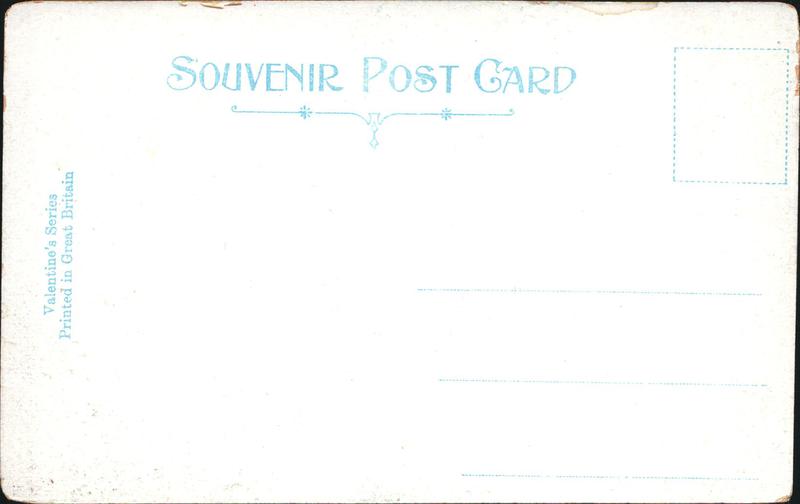 SOUVENIR POST CARD
Valentine's Series
Printed in Great Britain